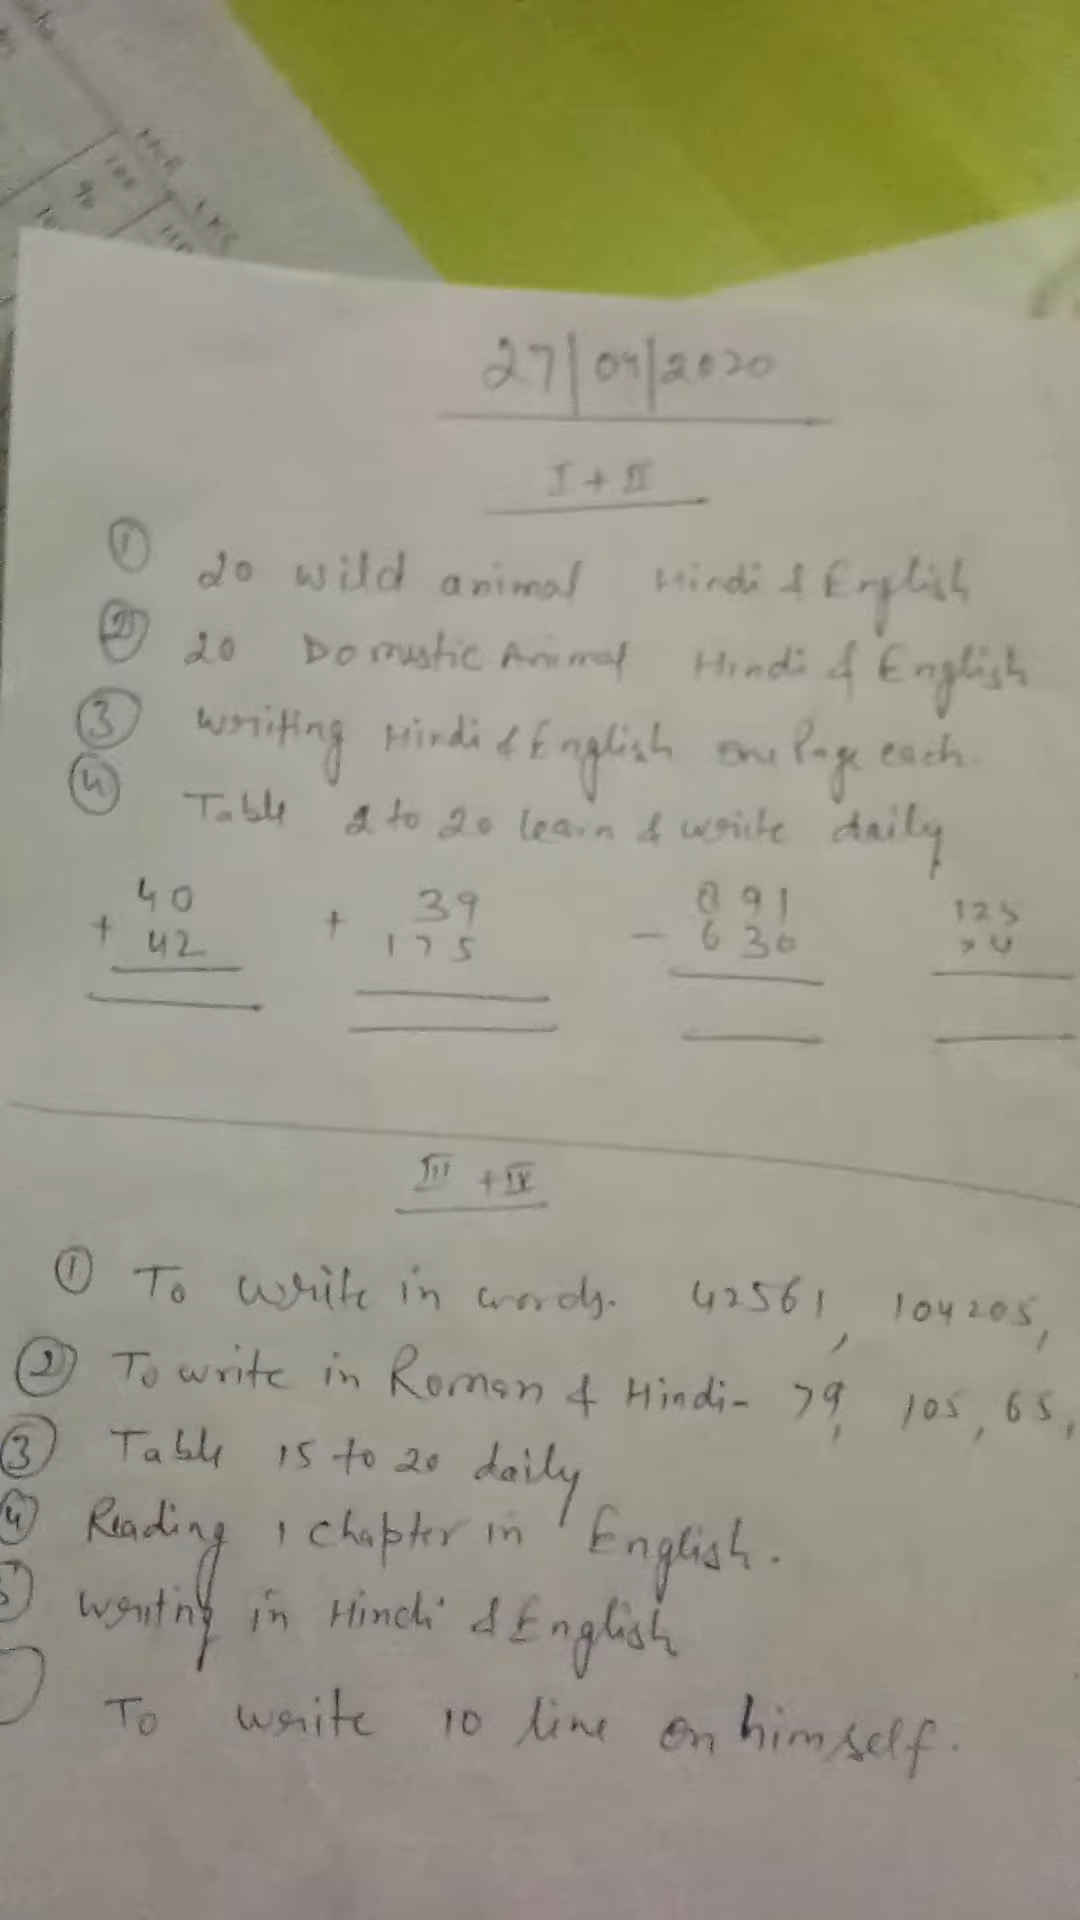 27/04/2020
I + II
① 20 wild animal Hindi & English
② 20 Domestic Animal Hindi & English
③ writing Hindi & English one Page each.
④ Table 2 to 20 learn & write daily
40 + 39 891 125
+ 42 175 - 630 × 4
III + IV
① To write in words. 42561, 104205,
② To write in Roman & Hindi- 79, 105, 65,
③ Table 15 to 20 daily
④ Reading 1 chapter in English.
5 writing in Hindi & English
To write 10 line on himself.